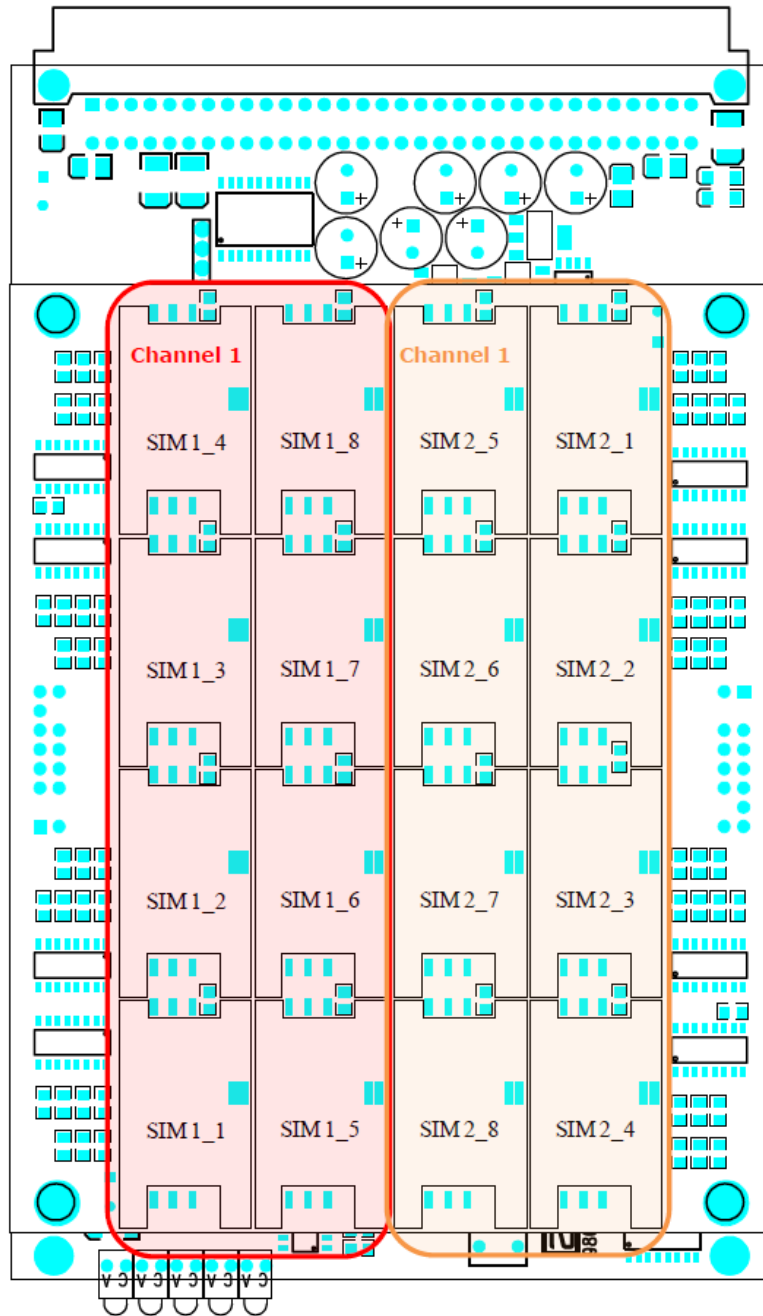 Channel 1 Channel 1
SIM1_4 SIM1_8 SIM2_5 SIM2_1
SIM1_3 SIM1_7 SIM2_6 SIM2_2
SIM1_2 SIM1_6 SIM2_7 SIM2_3
SIM1_1 SIM1_5 SIM2_8 SIM2_4
A C A C A C A C A C